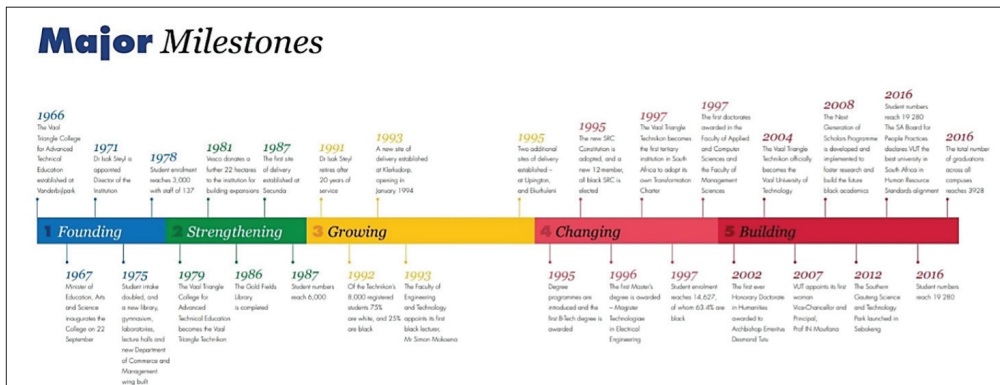 Major Milestones
1966
The Vaal
Triangle College
for Advanced
Technical
Education
established at
Vanderbijlpark
1971
Dr Isak Steyl is
appointed
Director of the
Institution
1978
Student enrolment
reaches 3,000
with staff of 137
1981
Vesco donates a
further 22 hectares
to the institution for
building expansions
1987
The first site
of delivery
established at
Secunda
1991
Dr Isak Steyl
retires after
20 years of
service
1993
A new site of
delivery established
at Klerksdorp,
opening in
January 1994
1995
Two additional
sites of delivery
established –
at Upington,
and Ekurhuleni
1995
The new SRC
Constitution is
adopted, and a
new 12-member,
all black SRC is
elected
1997
The Vaal Triangle
Technikon becomes
the first tertiary
institution in South
Africa to adopt its
own Transformation
Charter
1997
The first doctorates
awarded in the
Faculty of Applied
and Computer
Sciences and
the Faculty of
Management
Sciences
2004
The Vaal Triangle
Technikon officially
becomes the
Vaal University of
Technology
2008
The Next
Generation of
Scholars Programme
is developed and
implemented to
foster research and
build the future
black academics
2016
Student numbers
reach 19 280
The SA Board for
People Practices
declares VUT the
best university in
South Africa in
Human Resource
Standards alignment
2016
The total number
of graduations
across all
campuses
reaches 3928
1 Founding
2 Strengthening
3 Growing
4 Changing
5 Building
1967
Minister of
Education, Arts
and Science
inaugurates the
College on 22
September
1975
Student intake
doubled, and
a new library,
gymnasium,
laboratories,
lecture halls and
new Department
of Commerce and
Management
wing built
1979
The Vaal Triangle
College for
Advanced
Technical Education
becomes the Vaal
Triangle Technikon
1986
The Gold Fields
Library
is completed
1987
Student numbers
reach 6,000
1992
Of the Technikon's
8,000 registered
students 75%
are white, and 25%
are black
1993
The Faculty of
Engineering and
Technology
appoints its first
black lecturer,
Mr Simon Mokoena
1995
Degree
programmes are
introduced and the
first B-Tech degree is
awarded
1996
The first Master's
degree is awarded
– Magister
Technologiae
in Electrical
Engineering
1997
Student enrolment
reaches 14,627,
of whom 63.4% are
black
2002
The first ever
Honorary Doctorate
in Humanities
awarded to
Archbishop Emeritus
Desmond Tutu
2007
VUT appoints its first
woman
Vice-Chancellor and
Principal,
Prof IN Moutlana
2012
The Southern
Gauteng Science
and Technology
Park launched in
Sebokeng
2016
Student numbers
reach 19 280